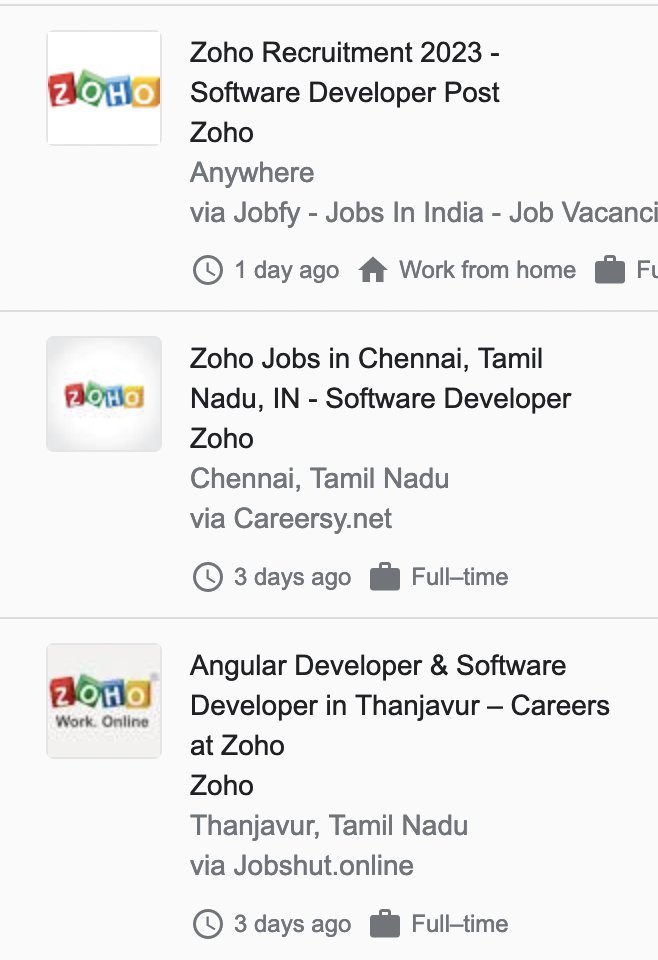 ZOHO
Zoho Recruitment 2023 -
Software Developer Post
Zoho
Anywhere
via Jobfy - Jobs In India - Job Vacanci
1 day ago Work from home Fu
ZOHO
Zoho Jobs in Chennai, Tamil
Nadu, IN - Software Developer
Zoho
Chennai, Tamil Nadu
via Careersy.net
3 days ago Full–time
ZOHO
Work. Online
Angular Developer & Software
Developer in Thanjavur – Careers
at Zoho
Zoho
Thanjavur, Tamil Nadu
via Jobshut.online
3 days ago Full–time